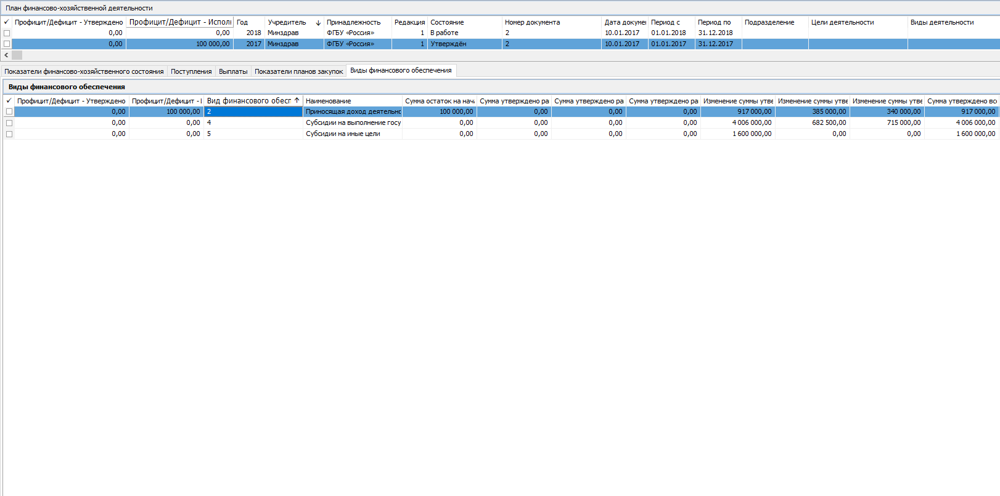 План финансово-хозяйственной деятельности
✓ Профицит/Дефицит - Утверждено Профицит/Дефицит - Испол Год Учредитель ↓ Принадлежность Редакция Состояние Номер документа Дата докумен Период с Период по Подразделение Цели деятельности Виды деятельности
0,00 0,00 2018 Минздрав ФГБУ «Россия» 1 В работе 2 10.01.2017 01.01.2018 31.12.2018
0,00 100 000,00 2017 Минздрав ФГБУ «Россия» 1 Утверждён 2 10.01.2017 01.01.2017 31.12.2017
Показатели финансово-хозяйственного состояния Поступления Выплаты Показатели планов закупок Виды финансового обеспечения
Виды финансового обеспечения
✓ Профицит/Дефицит - Утверждено Профицит/Дефицит - Вид финансового обесп ↑ Наименование Сумма остаток на нача Сумма утверждено ра Сумма утверждено ра Сумма утверждено ра Изменение суммы утве Изменение суммы утве Изменение суммы утве Сумма утверждено всс
0,00 100 000,00 2 Приносящая доход деятельнс 100 000,00 0,00 0,00 0,00 917 000,00 385 000,00 340 000,00 917 000,00
0,00 0,00 4 Субсидии на выполнение госу 0,00 0,00 0,00 0,00 4 006 000,00 682 500,00 715 000,00 4 006 000,00
0,00 0,00 5 Субсидии на иные цели 0,00 0,00 0,00 0,00 1 600 000,00 0,00 0,00 1 600 000,00